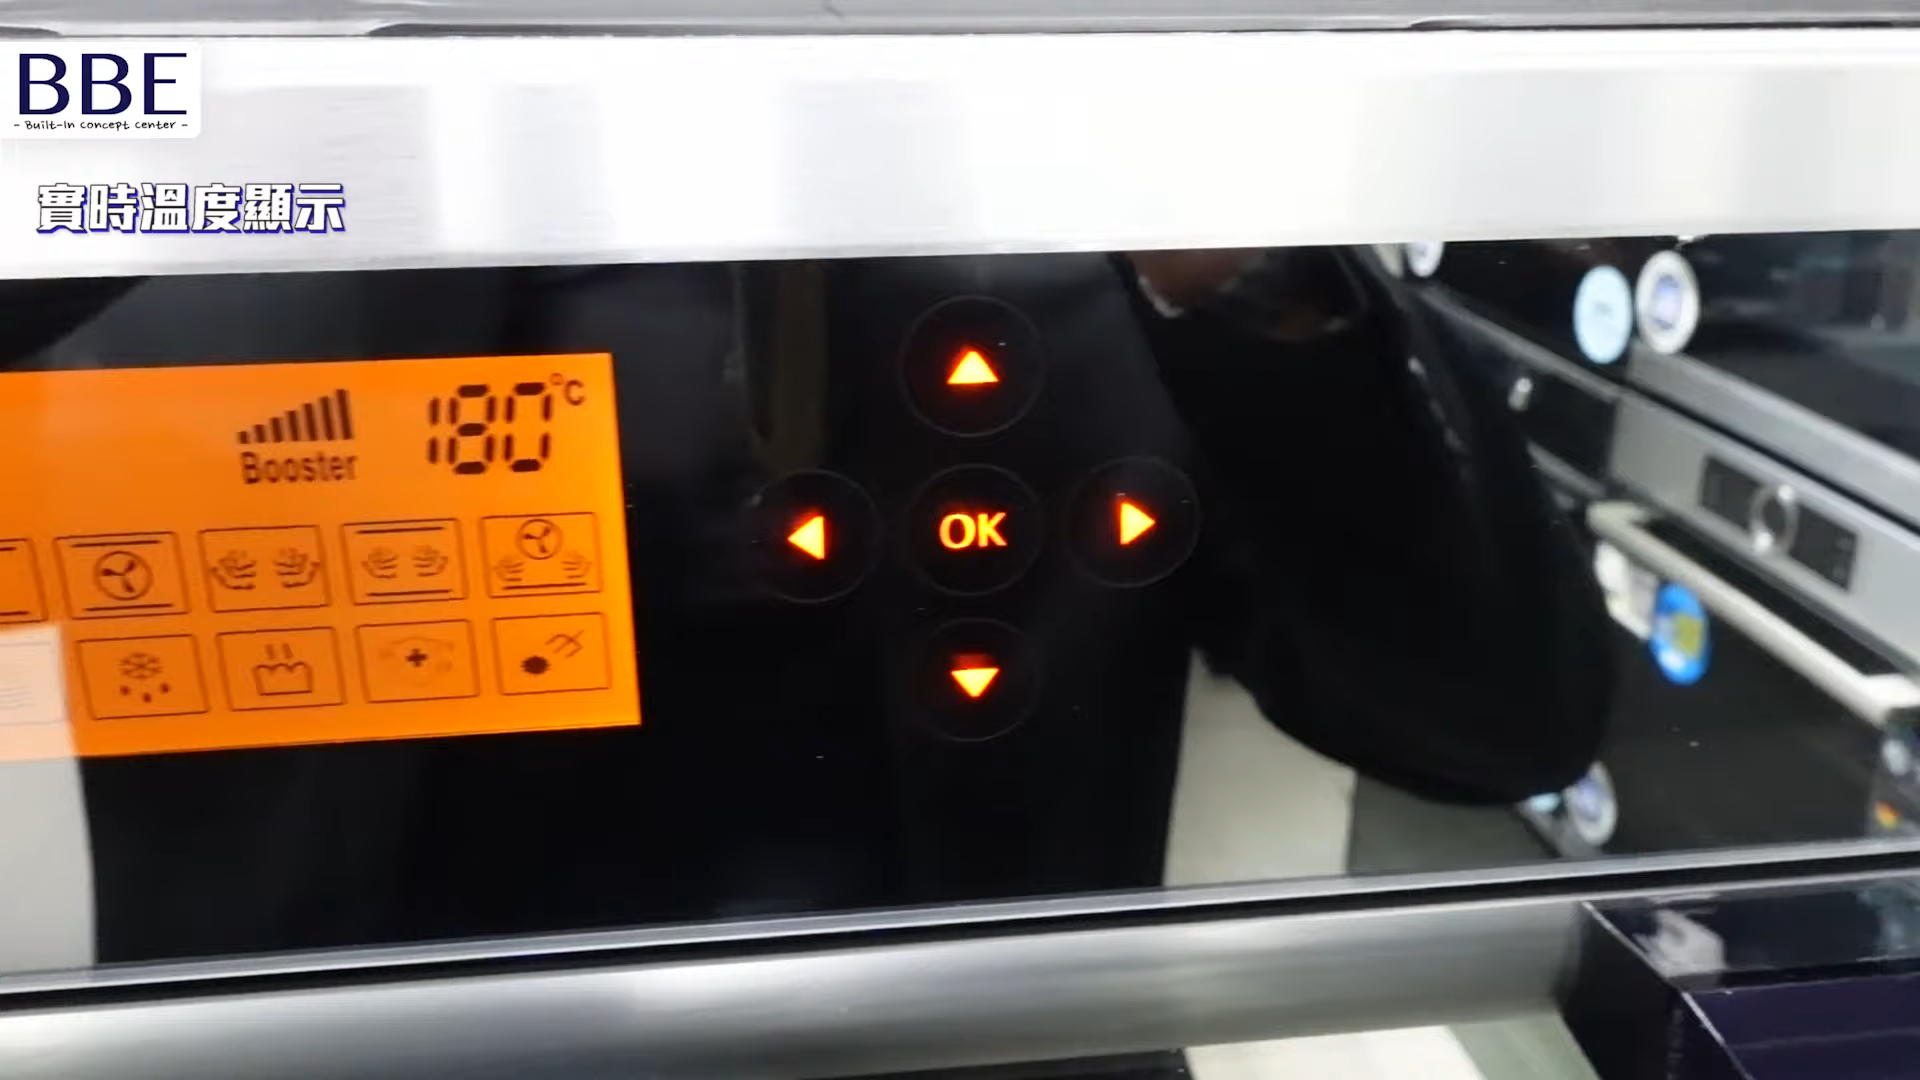 BBE
- Built-In concept center -
實時溫度顯示
180°C
Booster
OK